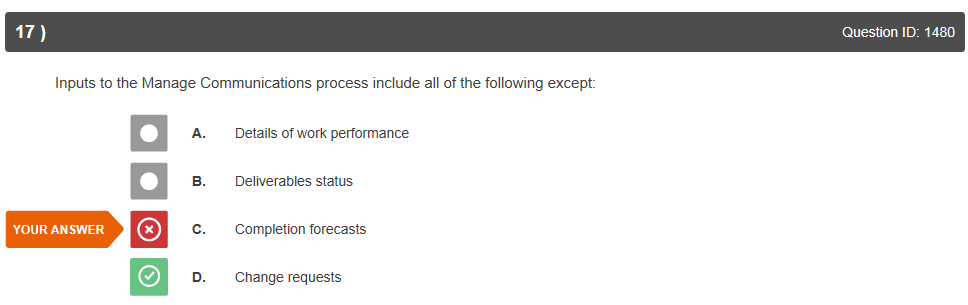 17 )
Question ID: 1480
Inputs to the Manage Communications process include all of the following except:
A. Details of work performance
B. Deliverables status
YOUR ANSWER C. Completion forecasts
D. Change requests